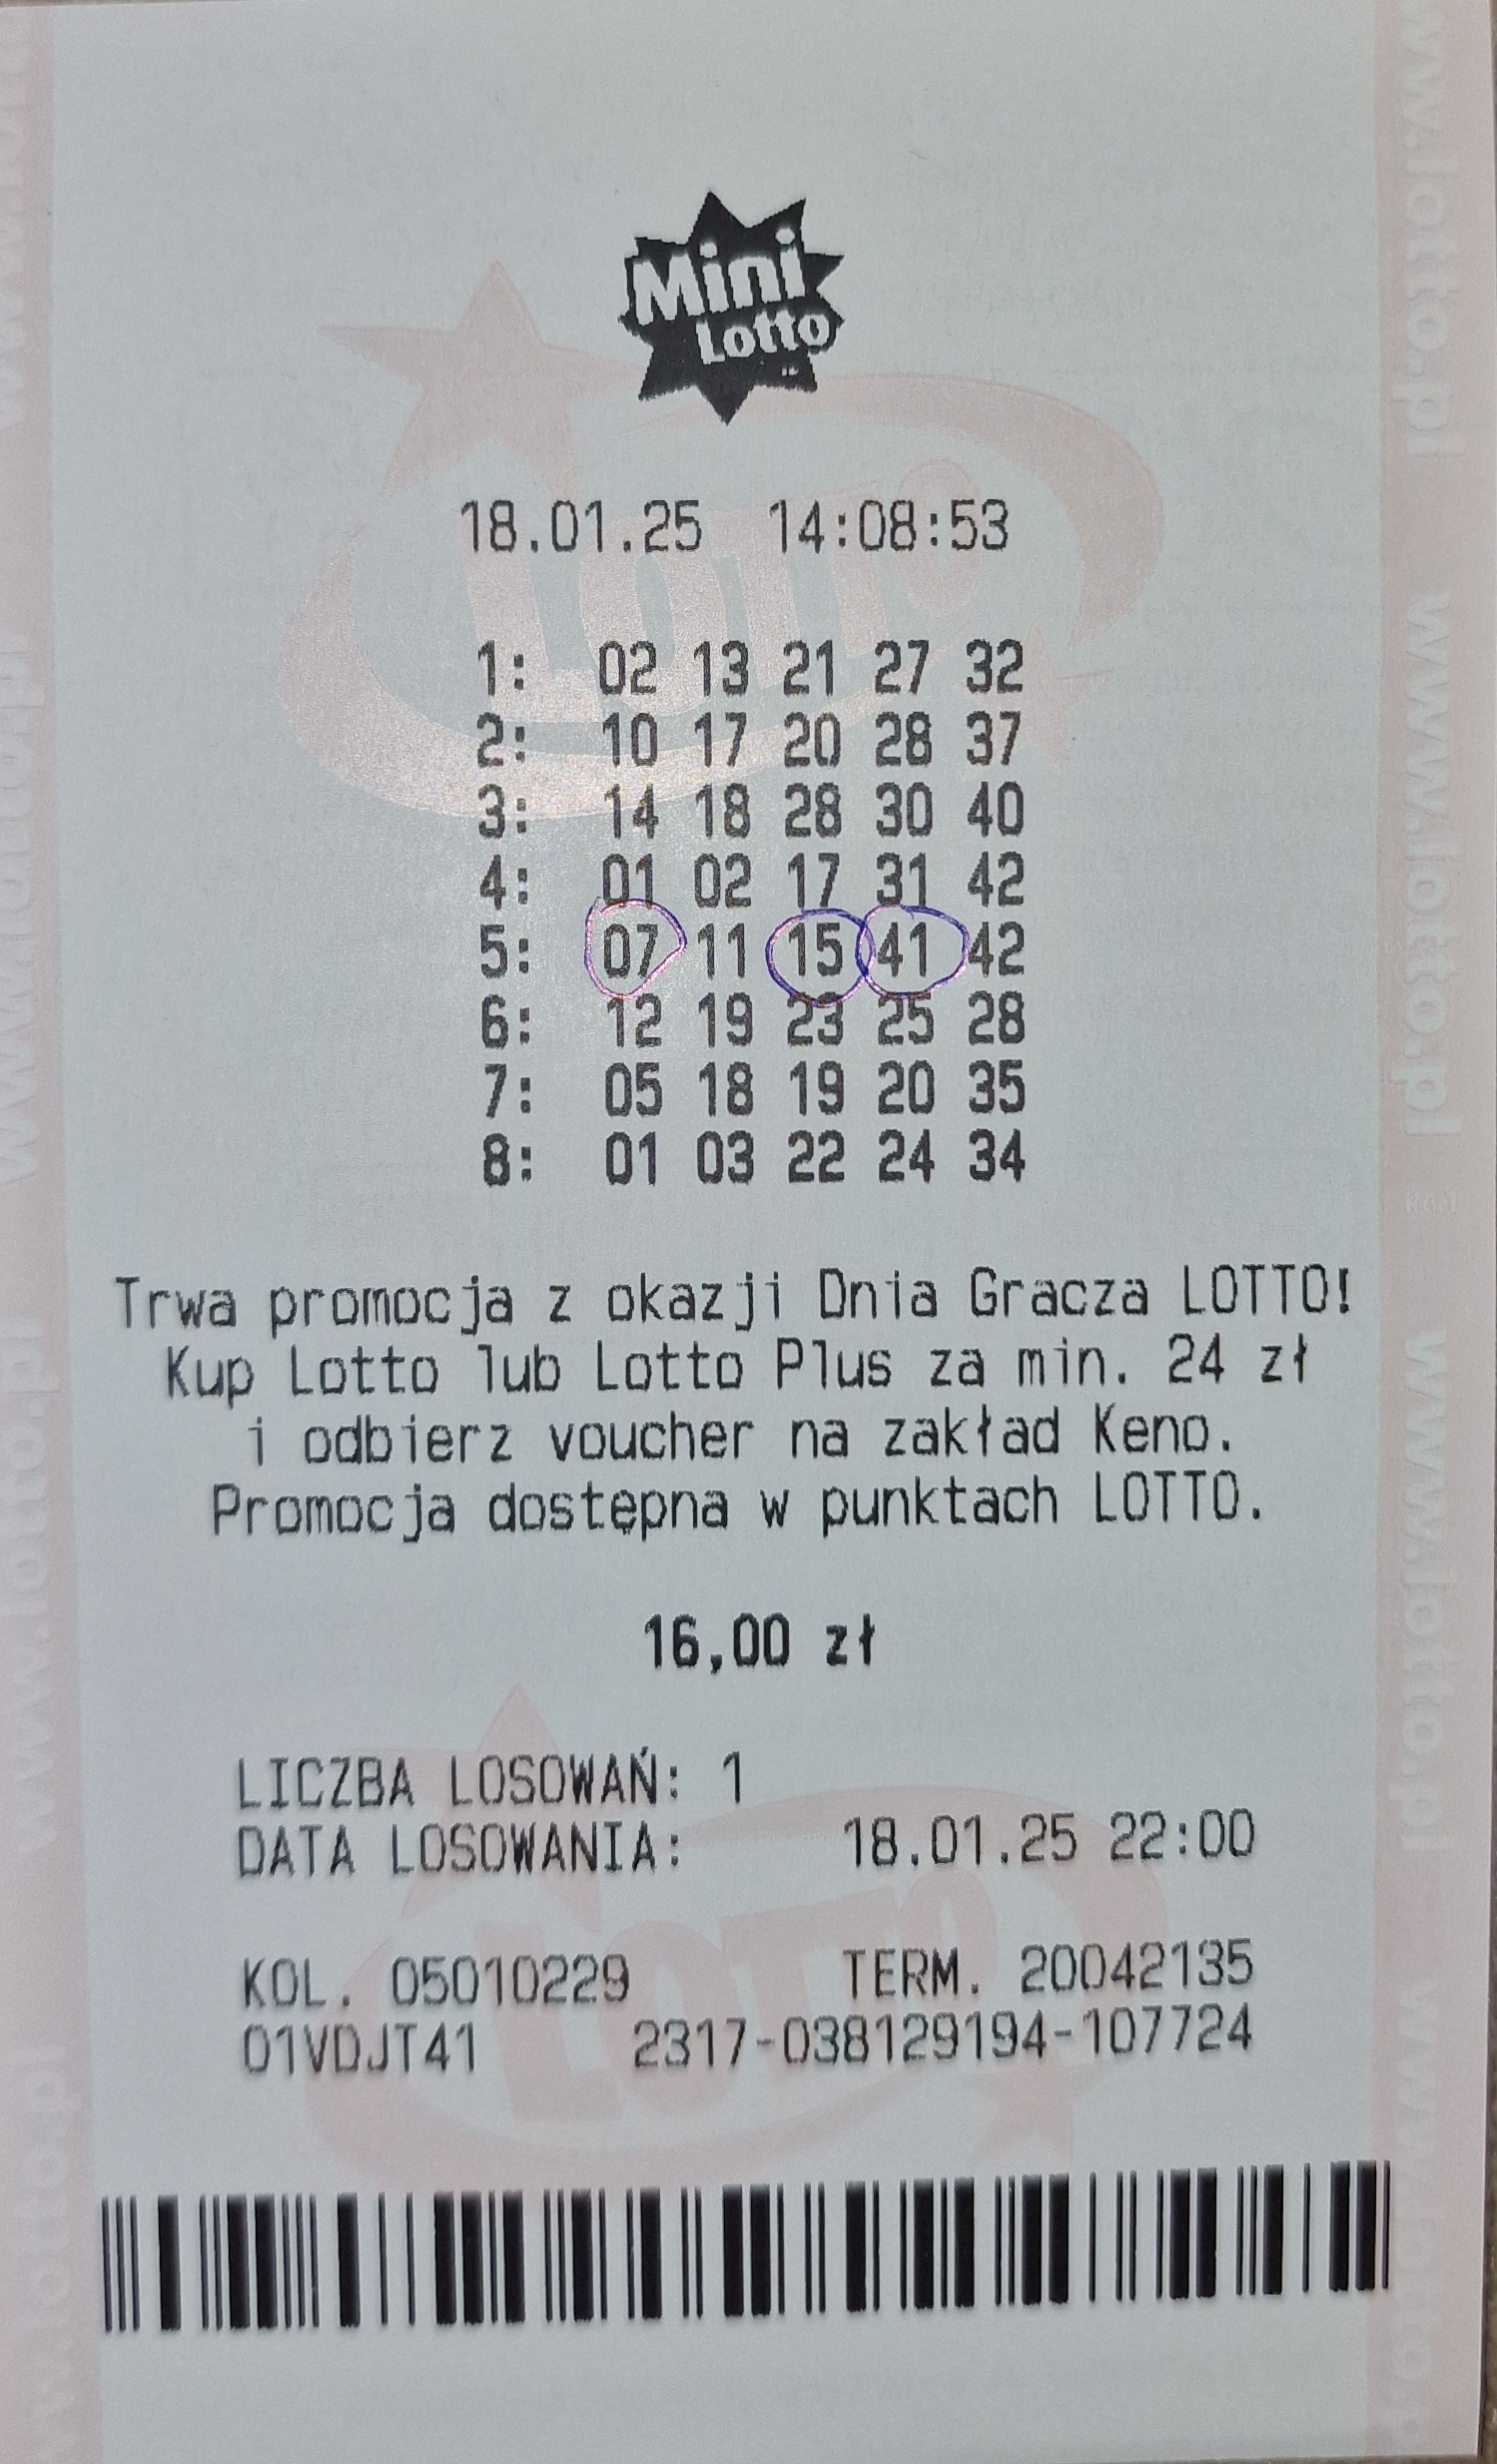 Mini
Lotto
18.01.25 14:08:53
1: 02 13 21 27 32
2: 10 17 20 28 37
3: 14 18 28 30 40
4: 01 02 17 31 42
5: 07 11 15 41 42
6: 12 19 23 25 28
7: 05 18 19 20 35
8: 01 03 22 24 34
Trwa promocja z okazji Dnia Gracza LOTTO!
Kup Lotto lub Lotto Plus za min. 24 zł
i odbierz voucher na zakład Keno.
Promocja dostępna w punktach LOTTO.
16,00 zł
LICZBA LOSOWAŃ: 1
DATA LOSOWANIA: 18.01.25 22:00
KOL. 05010229 TERM. 20042135
01VDJT41 2317-038129194-107724
LOTTO
LOTTO
www.lotto.pl
www.lotto.pl
www.lotto.pl